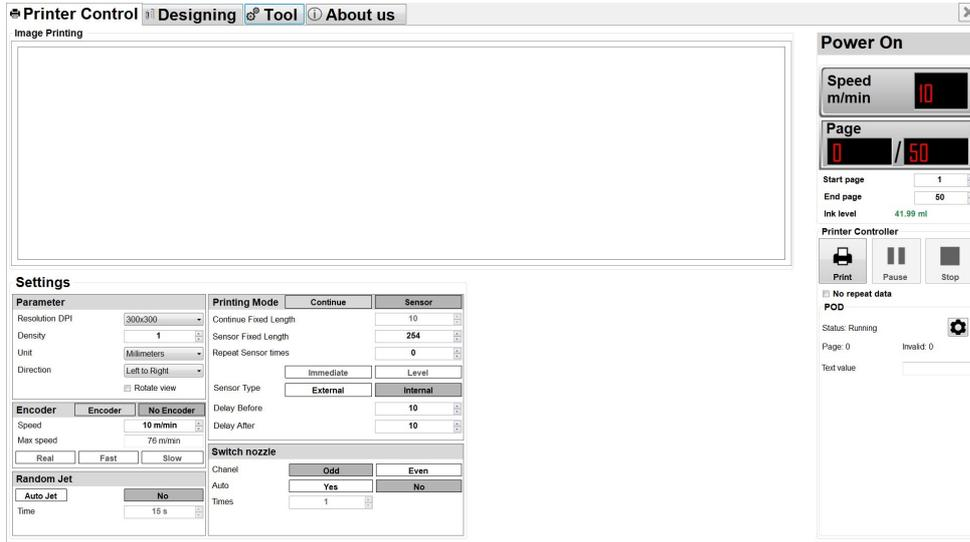 Printer Control Designing Tool About us
Image Printing
Power On
Speed
m/min
10
Page
0 / 50
Start page 1
End page 50
Ink level 41.99 ml
Printer Controller
Print Pause Stop
No repeat data
POD
Status: Running
Page: 0 Invalid: 0
Text value
Settings
Parameter
Resolution DPI 300x300
Density 1
Unit Millimeters
Direction Left to Right
Rotate view
Encoder Encoder No Encoder
Speed 10 m/min
Max speed 76 m/min
Real Fast Slow
Random Jet
Auto Jet No
Time 15 s
Printing Mode Continue Sensor
Continue Fixed Length 10
Sensor Fixed Length 254
Repeat Sensor times 0
Immediate Level
Sensor Type External Internal
Delay Before 10
Delay After 10
Switch nozzle
Chanel Odd Even
Auto Yes No
Times 1